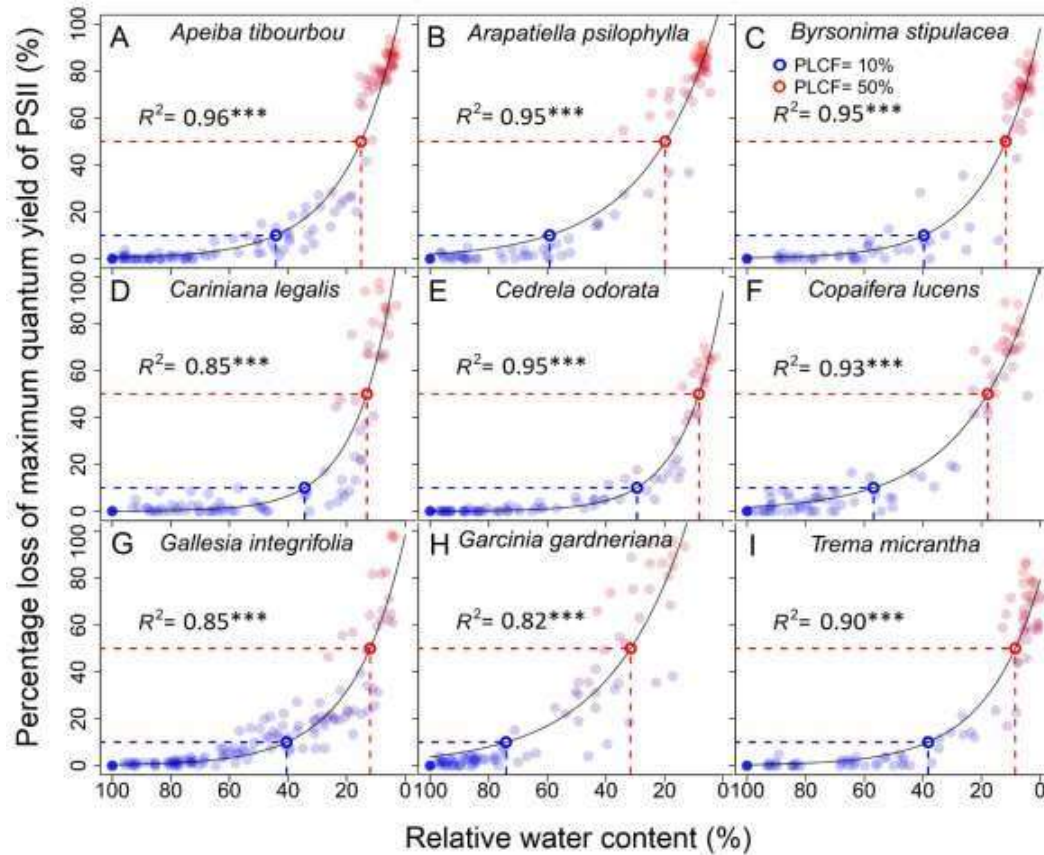 Percentage loss of maximum quantum yield of PSII (%)
100
80
60
40
20
0
A
Apeiba tibourbou
R²= 0.96***
B
Arapatiella psilophylla
R²= 0.95***
C
Byrsonima stipulacea
PLCF= 10%
PLCF= 50%
R²= 0.95***
100
80
60
40
20
0
D
Cariniana legalis
R²= 0.85***
E
Cedrela odorata
R²= 0.95***
F
Copaifera lucens
R²= 0.93***
100
80
60
40
20
0
G
Gallesia integrifolia
R²= 0.85***
H
Garcinia gardneriana
R²= 0.82***
I
Trema micrantha
R²= 0.90***
100 80 60 40 20 0 100 80 60 40 20 0 100 80 60 40 20 0
Relative water content (%)